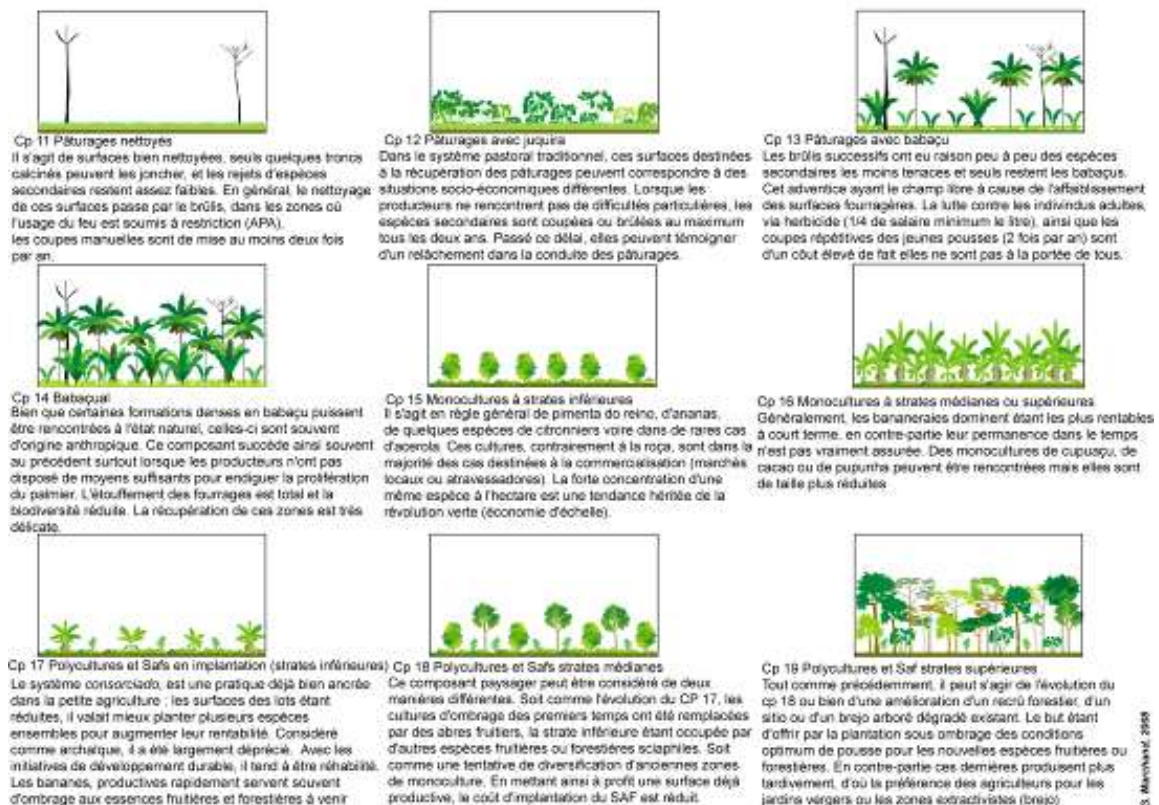 Cp 11 Pâturages nettoyés
Il s'agit de surfaces bien nettoyées, seuls quelques troncs
calcinés peuvent les joncher, et les rejets d'espèces
secondaires restent assez faibles. En général, le nettoyage
de ces surfaces passe par le brûlis, dans les zones où
l'usage du feu est soumis à restriction (APA),
les coupes manuelles sont de mise au moins deux fois
par an.
Cp 12 Pâturages avec juquira
Dans le système pastoral traditionnel, ces surfaces destinées
à la récupération des pâturages peuvent correspondre à des
situations socio-économiques différentes. Lorsque les
producteurs ne rencontrent pas de difficultés particulières, les
espèces secondaires sont coupées ou brûlées au maximum
tous les deux ans. Passé ce délai, elles peuvent témoigner
d'un relâchement dans la conduite des pâturages.
Cp 13 Pâturages avec babaçu
Les brûlis successifs ont eu raison peu à peu des espèces
secondaires les moins tenaces et seuls restent les babaçus.
Cet adventice ayant le champ libre à cause de l'affaiblissement
des surfaces fourragères. La lutte contre les individus adultes,
via herbicide (1/4 de salaire minimum le litre), ainsi que les
coupes répétitives des jeunes pousses (2 fois par an) sont
d'un côut élevé de fait elles ne sont pas à la portée de tous.
Cp 14 Babaçual
Bien que certaines formations denses en babaçu puissent
être rencontrées à l'état naturel, celles-ci sont souvent
d'origine anthropique. Ce composant succède ainsi souvent
au précédent surtout lorsque les producteurs n'ont pas
disposé de moyens suffisants pour endiguer la prolifération
du palmier. L'étouffement des fourrages est total et la
biodiversité réduite. La récupération de ces zones est très
délicate.
Cp 15 Monocultures à strates inférieures
Il s'agit en règle général de pimenta do reino, d'ananas,
de quelques espèces de citronniers voire dans de rares cas
d'acerola. Ces cultures, contrairement à la roça, sont dans la
majorité des cas destinées à la commercialisation (marchés
locaux ou atravessadores). La forte concentration d'une
même espèce à l'hectare est une tendance héritée de la
révolution verte (économie d'échelle).
Cp 16 Monocultures à strates médianes ou supérieures
Généralement, les bananeraies dominent étant les plus rentables
à court terme, en contre-partie leur permanence dans le temps
n'est pas vraiment assurée. Des monocultures de cupuaçu, de
cacao ou de pupunha peuvent être rencontrées mais elles sont
de taille plus réduites
Cp 17 Polycultures et Safs en implantation (strates inférieures)
Le système consorciado, est une pratique déjà bien ancrée
dans la petite agriculture ; les surfaces des lots étant
réduites, il valait mieux planter plusieurs espèces
ensembles pour augmenter leur rentabilité. Considéré
comme archaïque, il a été largement déprécié. Avec les
initiatives de développement durable, il tend à être réhabilité.
Les bananes, productives rapidement servent souvent
d'ombrage aux essences fruitières et forestières à venir
Cp 18 Polycultures et Safs strates médianes
Ce composant paysager peut être considéré de deux
manières différentes. Soit comme l'évolution du CP 17, les
cultures d'ombrage des premiers temps ont été remplacées
par des abres fruitiers, la strate inférieure étant occupée par
d'autres espèces fruitières ou forestières sciaphiles. Soit
comme une tentative de diversification d'anciennes zones
de monoculture. En mettant ainsi à profit une surface déjà
productive, le coût d'implantation du SAF est réduit.
Cp 19 Polycultures et Saf strates supérieures
Tout comme précédemment, il peut s'agir de l'évolution du
cp 18 ou bien d'une amélioration d'un recrû forestier, d'un
sitio ou d'un brejo arboré dégradé existant. Le but étant
d'offrir par la plantation sous ombrage des conditions
optimum de pousse pour les nouvelles espèces fruitières ou
forestières. En contre-partie ces dernières produisent plus
tardivement, d'où la préférence des agriculteurs pour les
jardins vergers ou les zones extractivistes (brejo)
Marchand,